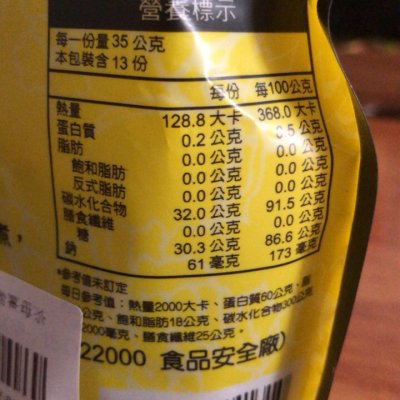 營養標示
每一份量 35 公克
本包裝含 13 份
每份 每100公克
熱量 128.8 大卡 368.0 大卡
蛋白質 0.2 公克 0.5 公克
脂肪 0.0 公克 0.0 公克
飽和脂肪 0.0 公克 0.0 公克
反式脂肪 0.0 公克 0.0 公克
碳水化合物 32.0 公克 91.5 公克
膳食纖維 0.0 公克 0.0 公克
糖 30.3 公克 86.6 公克
鈉 61 毫克 173 毫克
*參考值未訂定
每日參考值：熱量2000大卡、蛋白質60公克、脂
公克、飽和脂肪18公克、碳水化合物300公克
2000毫克、膳食纖維25公克。
22000 食品安全廠）